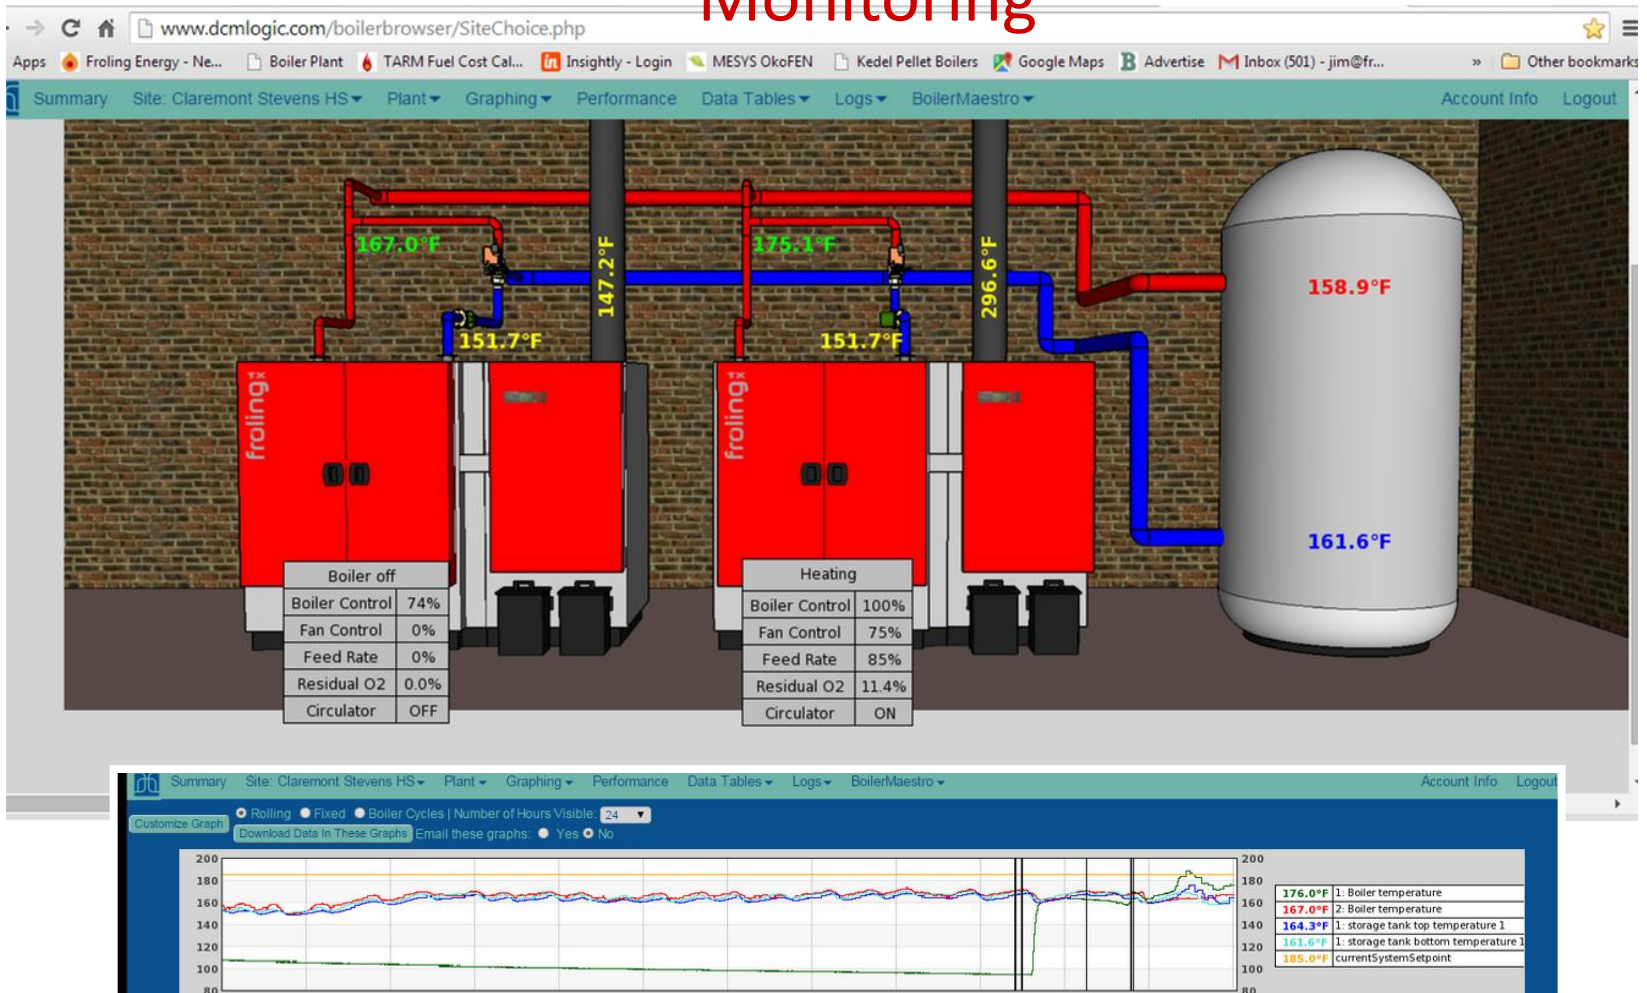 Monitoring
www.dcmlogic.com/boilerbrowser/SiteChoice.php
Apps Froling Energy - Ne... Boiler Plant TARM Fuel Cost Cal... Insightly - Login MESYS OkoFEN Kedel Pellet Boilers Google Maps Advertise Inbox (501) - jim@fr... » Other bookmarks
Summary Site: Claremont Stevens HS Plant Graphing Performance Data Tables Logs BoilerMaestro Account Info Logout
167.0°F
147.2°F
175.1°F
296.6°F
158.9°F
151.7°F
151.7°F
froling
froling
161.6°F
Boiler off
Boiler Control 74%
Fan Control 0%
Feed Rate 0%
Residual O2 0.0%
Circulator OFF
Heating
Boiler Control 100%
Fan Control 75%
Feed Rate 85%
Residual O2 11.4%
Circulator ON
Summary Site: Claremont Stevens HS Plant Graphing Performance Data Tables Logs BoilerMaestro Account Info Logout
Customize Graph
Rolling Fixed Boiler Cycles | Number of Hours Visible: 24
Download Data In These Graphs Email these graphs: Yes No
200
180
160
140
120
100
80
200
180
160
140
120
100
80
176.0°F 1: Boiler temperature
167.0°F 2: Boiler temperature
164.3°F 1: storage tank top temperature 1
161.6°F 1: storage tank bottom temperature 1
185.0°F currentSystemSetpoint